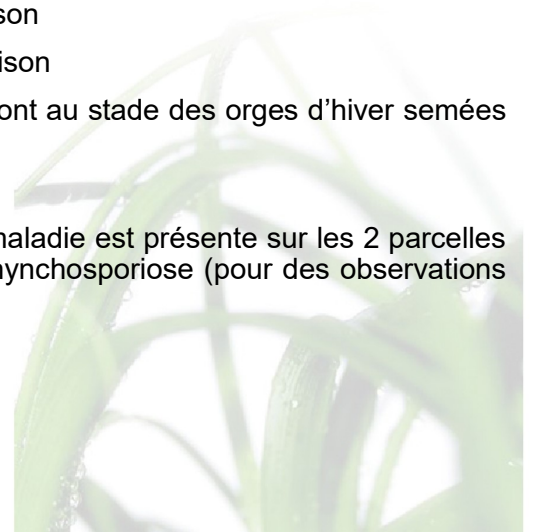 son
ison
ont au stade des orges d’hiver semées
maladie est présente sur les 2 parcelles
hynchosporiose (pour des observations